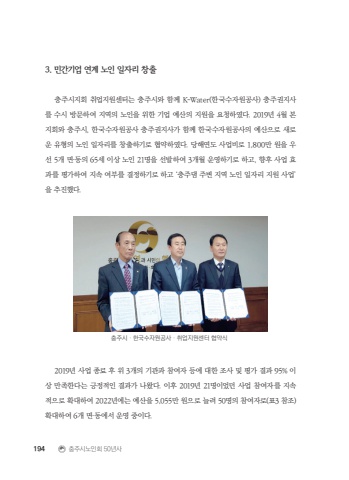 3. 민간기업 연계 노인 일자리 창출
충주시지회 취업지원센터는 충주시와 함께 K-Water(한국수자원공사) 충주권지사
를 수시 방문하여 지역의 노인을 위한 기업 예산의 지원을 요청하였다. 2019년 4월 본
지회와 충주시, 한국수자원공사 충주권지사가 함께 한국수자원공사의 예산으로 새로
운 유형의 노인 일자리를 창출하기로 협약하였다. 당해연도 사업비로 1,800만 원을 우
선 5개 면·동의 65세 이상 노인 21명을 선발하여 3개월 운영하기로 하고, 향후 사업 효
과를 평가하여 지속 여부를 결정하기로 하고 ‘충주댐 주변 지역 노인 일자리 지원 사업’
을 추진했다.
충주시 · 한국수자원공사 · 취업지원센터 협약식
2019년 사업 종료 후 위 3개의 기관과 참여자 등에 대한 조사 및 평가 결과 95% 이
상 만족한다는 긍정적인 결과가 나왔다. 이후 2019년 21명이었던 사업 참여자를 지속
적으로 확대하여 2022년에는 예산을 5,055만 원으로 늘려 50명의 참여자로(표3 참조)
확대하여 6개 면·동에서 운영 중이다.
194 충주시노인회 50년사